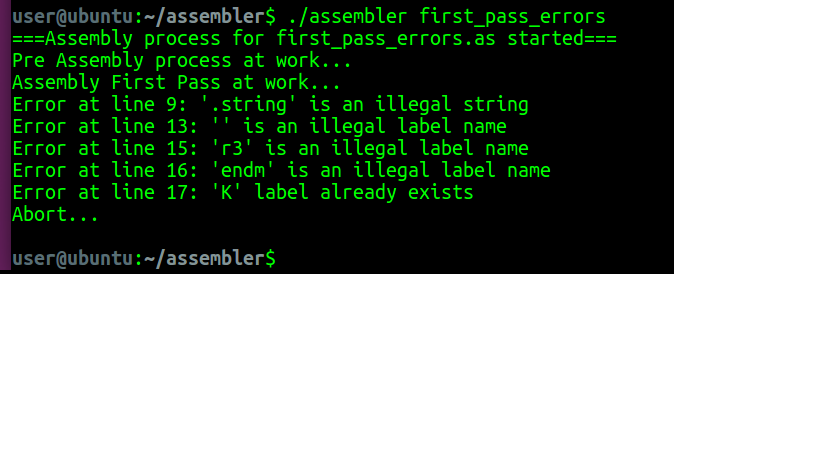 user@ubuntu:~/assembler$ ./assembler first_pass_errors
===Assembly process for first_pass_errors.as started===
Pre Assembly process at work...
Assembly First Pass at work...
Error at line 9: '.string' is an illegal string
Error at line 13: '' is an illegal label name
Error at line 15: 'r3' is an illegal label name
Error at line 16: 'endm' is an illegal label name
Error at line 17: 'K' label already exists
Abort...
user@ubuntu:~/assembler$